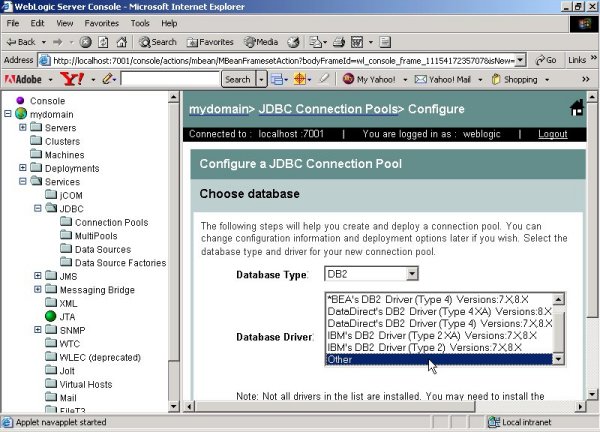 WebLogic Server Console - Microsoft Internet Explorer
File Edit View Favorites Tools Help
Back Search Favorites Media
Address http://localhost:7001/console/actions/mbean/MBeanFramesetAction?bodyFrameId=wl_console_frame_1115417235707&isNew= Go Links »
Adobe Y! Search My Yahoo! Yahoo! Mail Shopping »
Console
mydomain
Servers
Clusters
Machines
Deployments
Services
jCOM
JDBC
Connection Pools
MultiPools
Data Sources
Data Source Factories
JMS
Messaging Bridge
XML
JTA
SNMP
WTC
WLEC (deprecated)
Jolt
Virtual Hosts
Mail
FileT3
mydomain> JDBC Connection Pools> Configure
Connected to : localhost :7001 | You are logged in as : weblogic | Logout
Configure a JDBC Connection Pool
Choose database
The following steps will help you create and deploy a connection pool. You can
change configuration information and deployment options later if you wish. Select the
database type and driver for your new connection pool.
Database Type: DB2
Database Driver:
*BEA's DB2 Driver (Type 4) Versions:7.X,8.X
DataDirect's DB2 Driver (Type 4 XA) Versions:8.X
DataDirect's DB2 Driver (Type 4) Versions:7.X,8.X
IBM's DB2 Driver (Type 2 XA) Versions:7.X,8.X
IBM's DB2 Driver (Type 2) Versions:7.X,8.X
Other
Note: Not all drivers in the list are installed. You may need to install the
Applet navapplet started
Local intranet